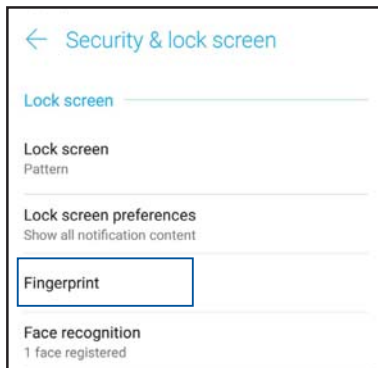 Security & lock screen
Lock screen
Lock screen
Pattern
Lock screen preferences
Show all notification content
Fingerprint
Face recognition
1 face registered